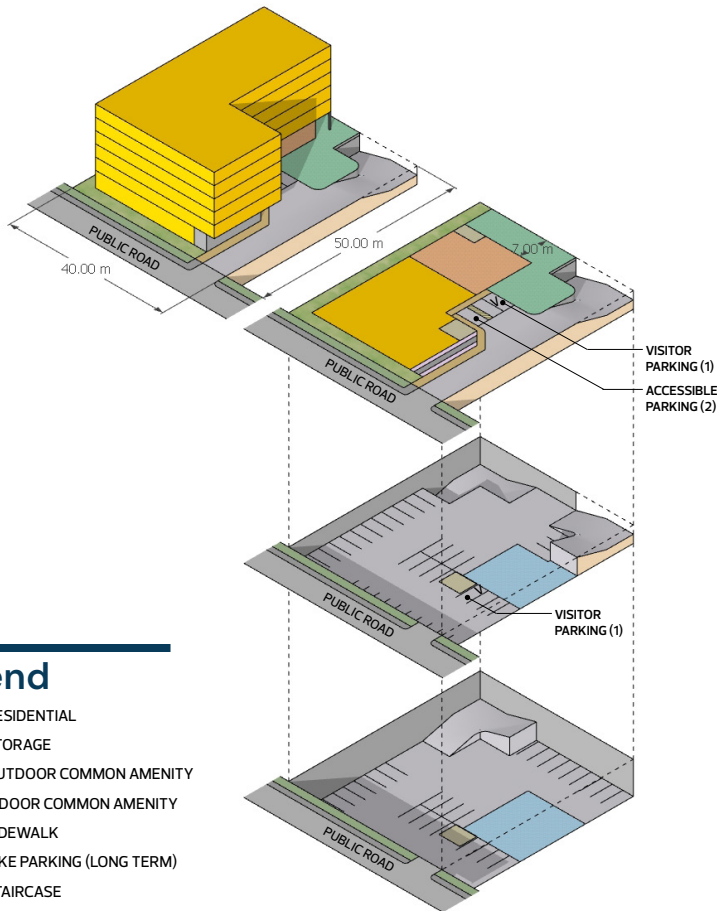 PUBLIC ROAD
40.00 m
50.00 m
7.00 m
PUBLIC ROAD
VISITOR
PARKING (1)
ACCESSIBLE
PARKING (2)
PUBLIC ROAD
VISITOR
PARKING (1)
end
ESIDENTIAL
TORAGE
UTDOOR COMMON AMENITY
DOOR COMMON AMENITY
DEWALK
KE PARKING (LONG TERM)
TAIRCASE
PUBLIC ROAD